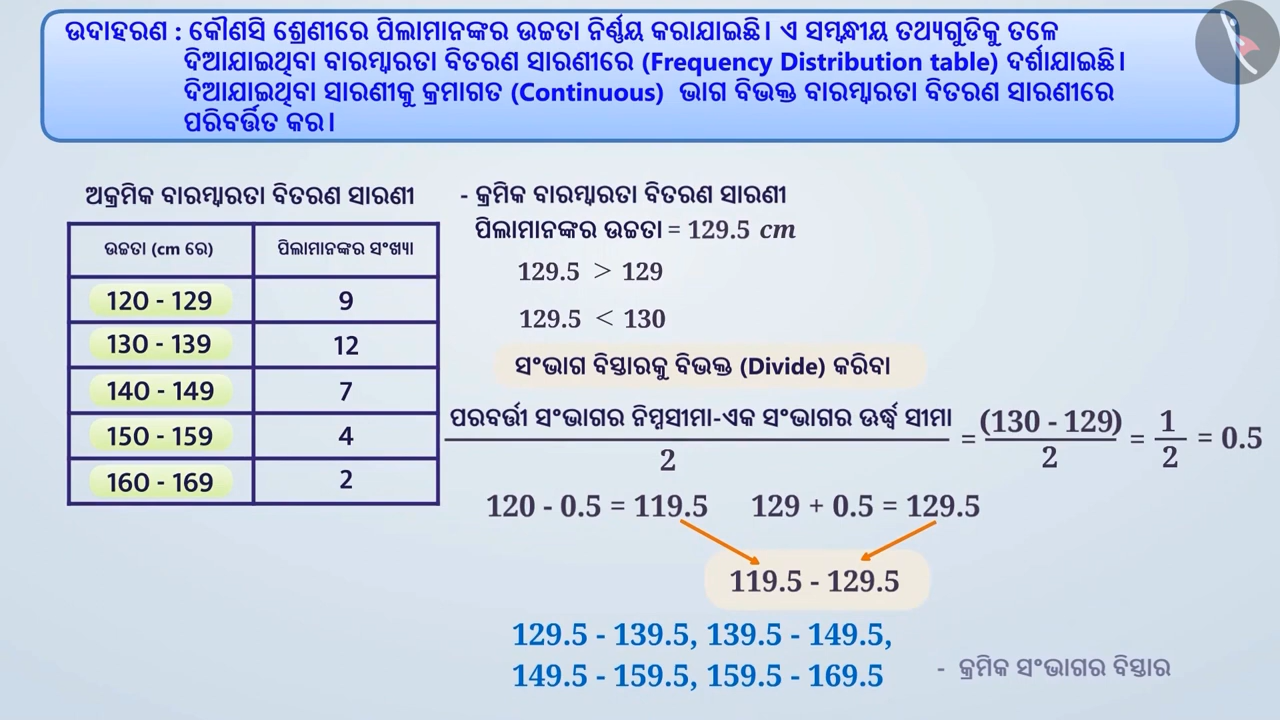 ଉଦାହରଣ : କୌଣସି ଶ୍ରେଣୀରେ ପିଲାମାନଙ୍କର ଉଚ୍ଚତା ନିର୍ଣ୍ଣୟ କରାଯାଇଛି। ଏ ସମ୍ବନ୍ଧୀୟ ତଥ୍ୟଗୁଡିକୁ ତଳେ
ଦିଆଯାଇଥିବା ବାରମ୍ବାରତା ବିତରଣ ସାରଣୀରେ (Frequency Distribution table) ଦର୍ଶାଯାଇଛି।
ଦିଆଯାଇଥିବା ସାରଣୀକୁ କ୍ରମାଗତ (Continuous) ଭାଗ ବିଭକ୍ତ ବାରମ୍ବାରତା ବିତରଣ ସାରଣୀରେ
ପରିବର୍ତ୍ତିତ କର।
ଅକ୍ରମିକ ବାରମ୍ବାରତା ବିତରଣ ସାରଣୀ
ଉଚ୍ଚତା (cm ରେ) ପିଲାମାନଙ୍କର ସଂଖ୍ୟା
120 - 129 9
130 - 139 12
140 - 149 7
150 - 159 4
160 - 169 2
- କ୍ରମିକ ବାରମ୍ବାରତା ବିତରଣ ସାରଣୀ
ପିଲାମାନଙ୍କର ଉଚ୍ଚତା = 129.5 cm
129.5 > 129
129.5 < 130
ସଂଭାଗ ବିସ୍ତାରକୁ ବିଭକ୍ତ (Divide) କରିବା
ପରବର୍ତ୍ତୀ ସଂଭାଗର ନିମ୍ନସୀମା-ଏକ ସଂଭାଗର ଊର୍ଦ୍ଧ୍ୱ ସୀମା
2
= (130 - 129)
2
= 1
2
= 0.5
120 - 0.5 = 119.5 129 + 0.5 = 129.5
119.5 - 129.5
129.5 - 139.5, 139.5 - 149.5,
149.5 - 159.5, 159.5 - 169.5
- କ୍ରମିକ ସଂଭାଗର ବିସ୍ତାର